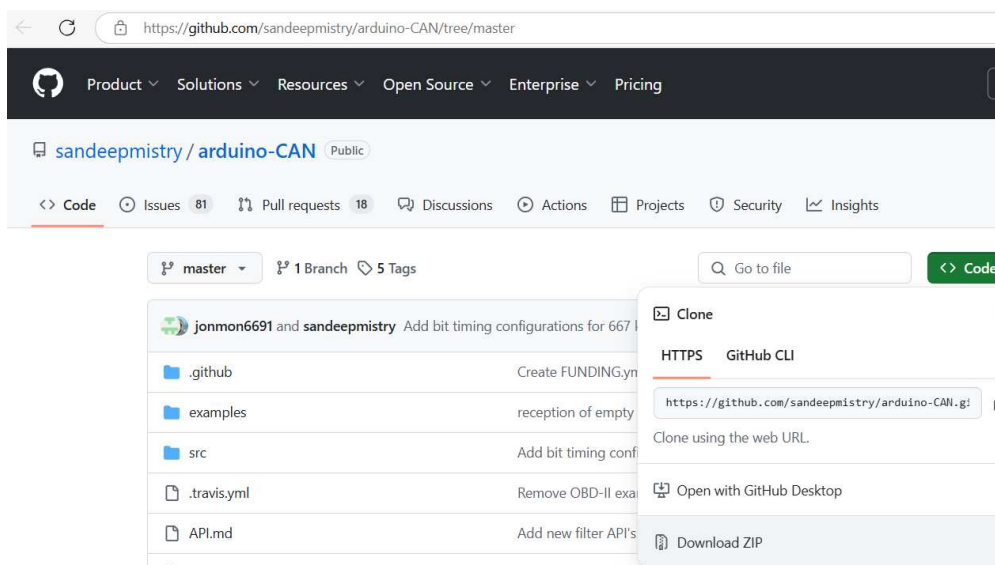 https://github.com/sandeepmistry/arduino-CAN/tree/master
Product Solutions Resources Open Source Enterprise Pricing
sandeepmistry / arduino-CAN Public
<> Code Issues 81 Pull requests 18 Discussions Actions Projects Security Insights
master 1 Branch 5 Tags Go to file <> Code
jonmon6691 and sandeepmistry Add bit timing configurations for 667
Clone
HTTPS GitHub CLI
.github Create FUNDING.ym
https://github.com/sandeepmistry/arduino-CAN.gi
examples reception of empty
Clone using the web URL.
src Add bit timing conf
.travis.yml Remove OBD-II exa
Open with GitHub Desktop
API.md Add new filter API's
Download ZIP